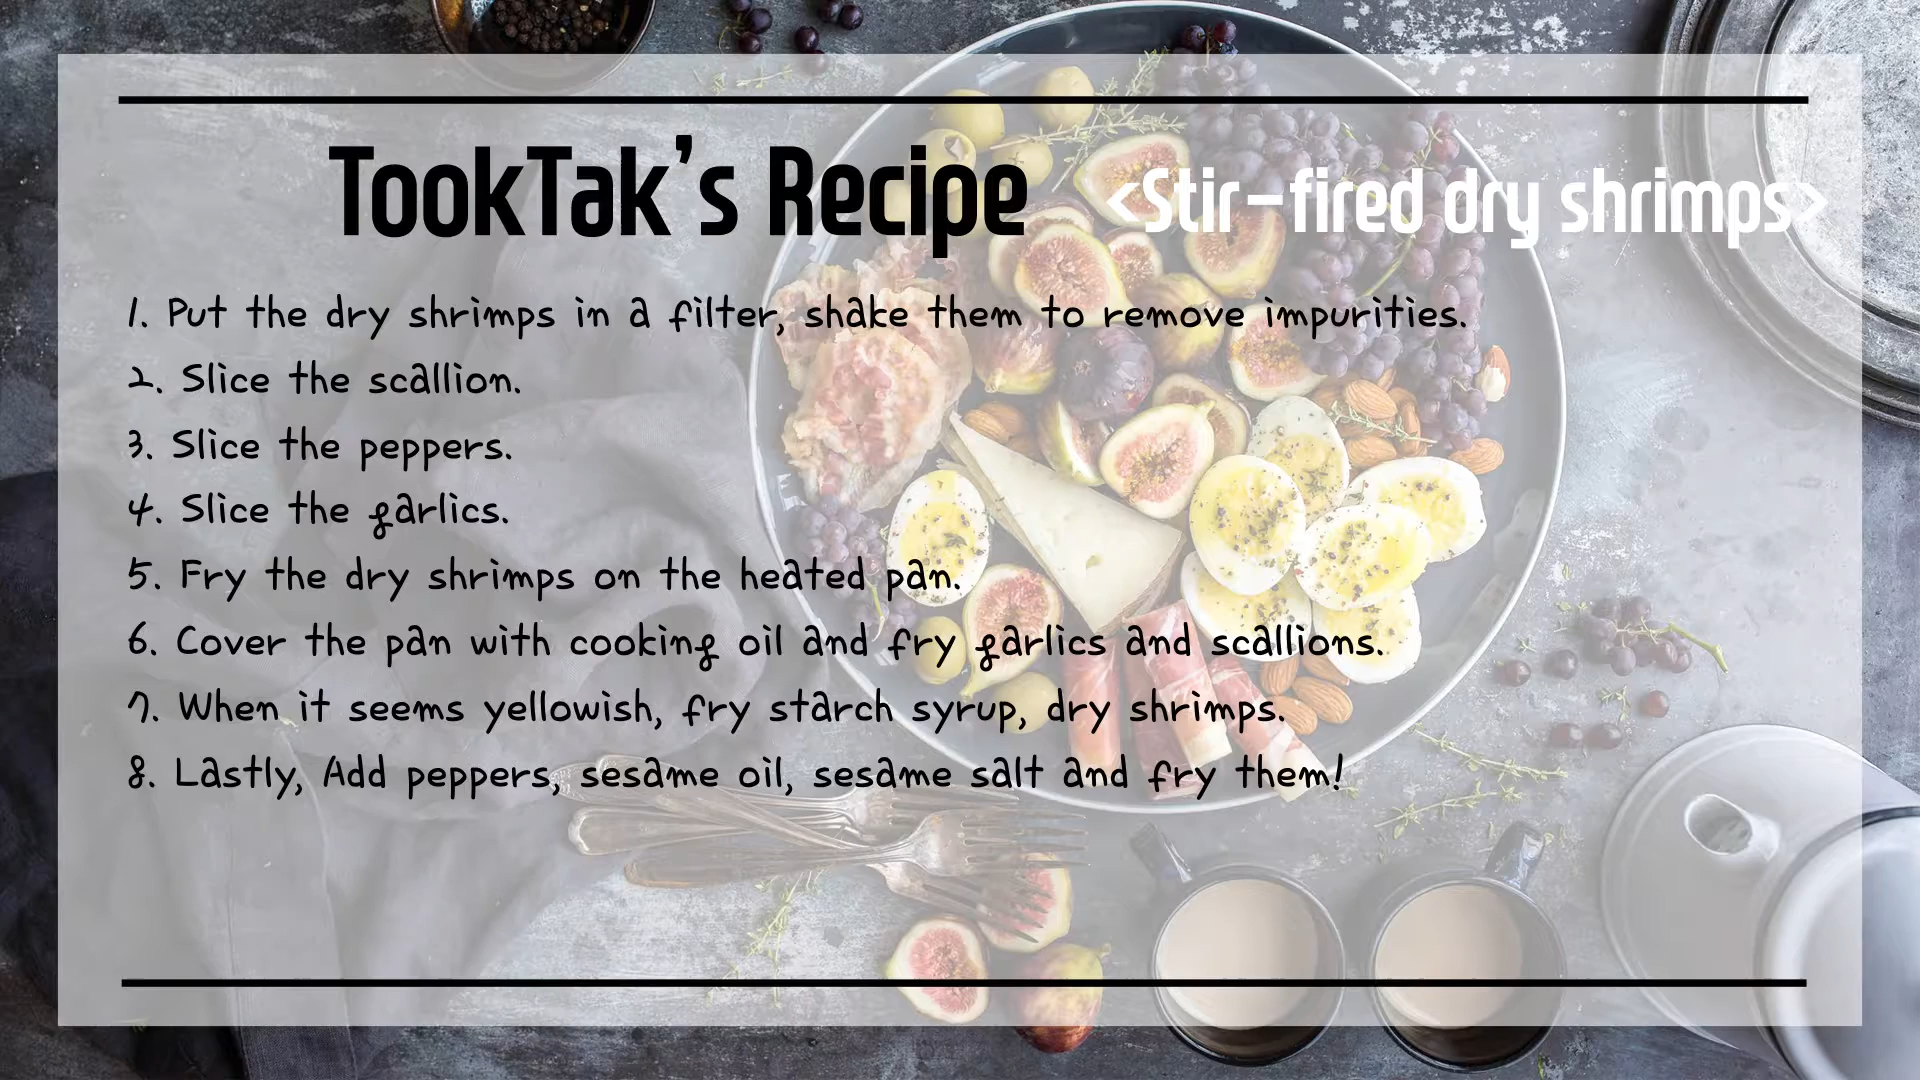 TookTak's Recipe <Stir-fired dry shrimps>
1. Put the dry shrimps in a filter, shake them to remove impurities.
2. Slice the scallion.
3. Slice the peppers.
4. Slice the garlics.
5. Fry the dry shrimps on the heated pan.
6. Cover the pan with cooking oil and fry garlics and scallions.
7. When it seems yellowish, fry starch syrup, dry shrimps.
8. Lastly, Add peppers, sesame oil, sesame salt and fry them!